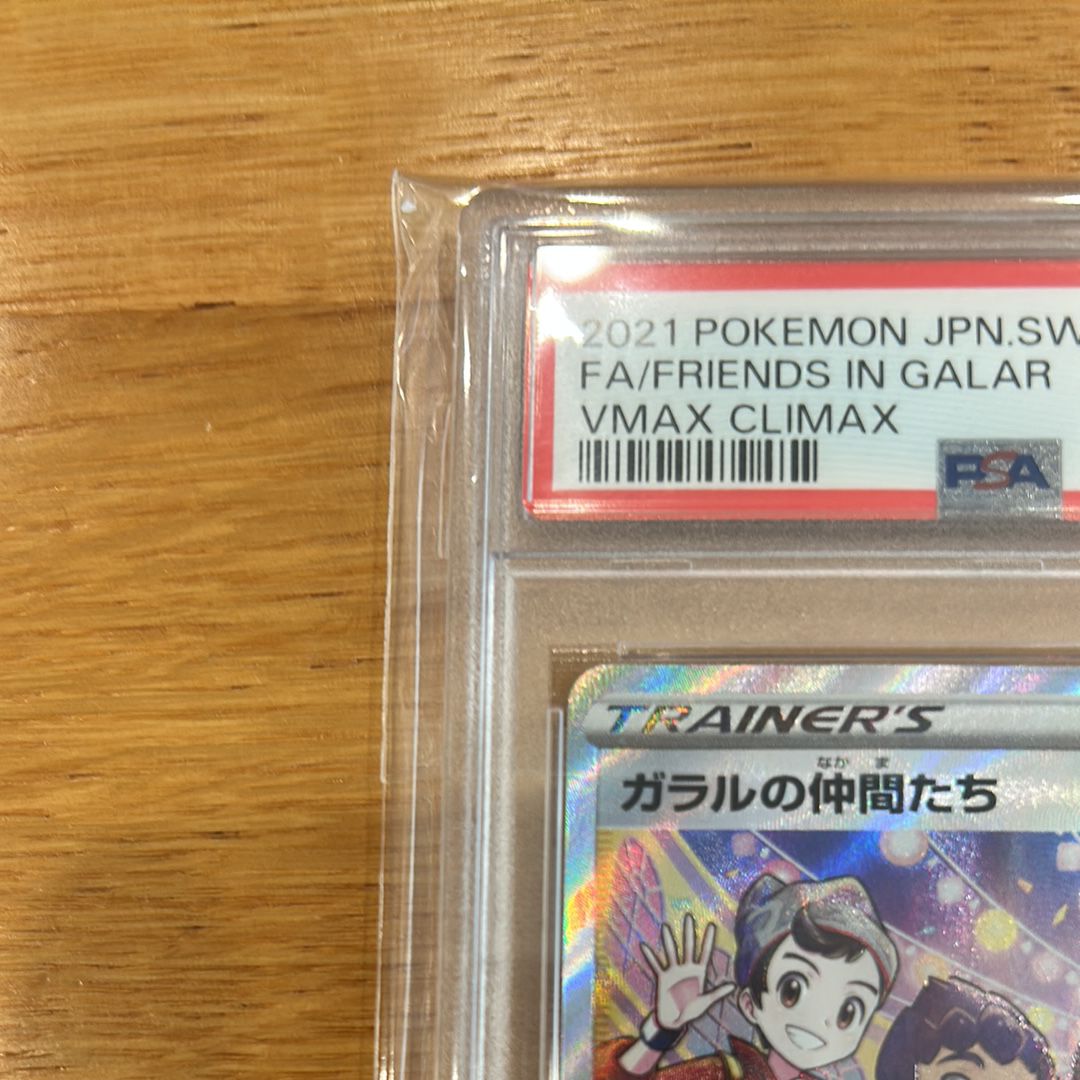 2021 POKEMON JPN.SW
FA/FRIENDS IN GALAR
VMAX CLIMAX
PSA
TRAINER'S
なかま
ガラルの仲間たち